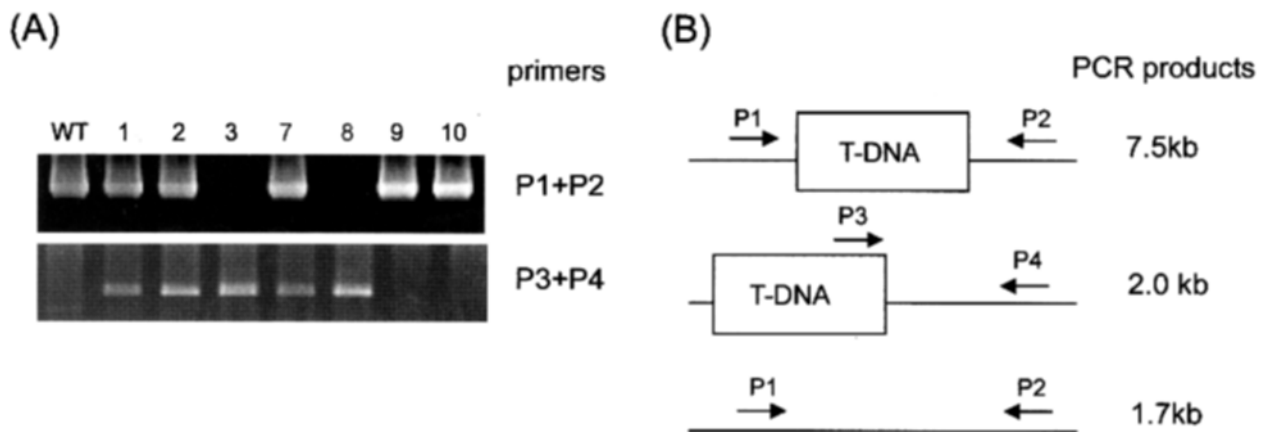 (A)
primers
WT 1 2 3 7 8 9 10
P1+P2
P3+P4
(B)
PCR products
P1 T-DNA P2 7.5kb
P3
T-DNA P4 2.0 kb
P1 P2 1.7kb